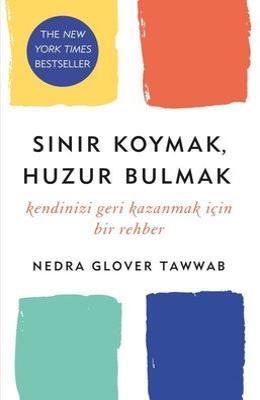 THE NEW
YORK TIMES
BESTSELLER
SINIR KOYMAK,
HUZUR BULMAK
kendinizi geri kazanmak için
bir rehber
NEDRA GLOVER TAWWAB